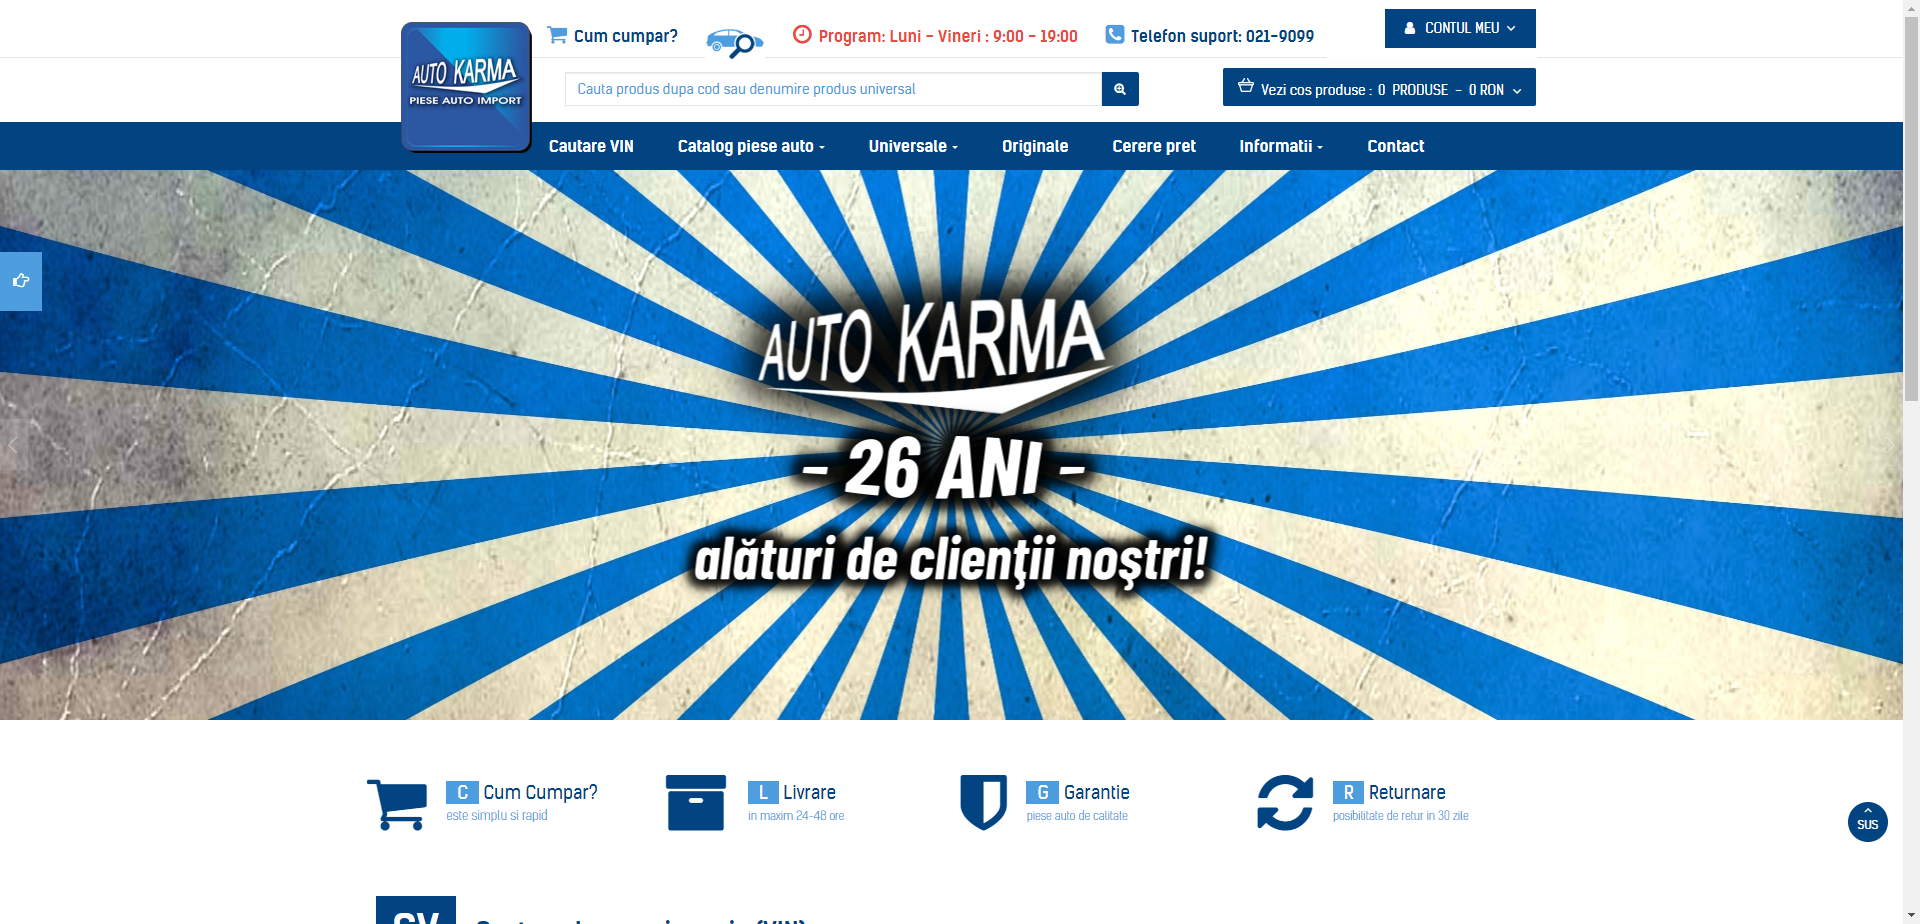 Cum cumpar?
Program: Luni - Vineri : 9:00 - 19:00
Telefon suport: 021-9099
CONTUL MEU
AUTO KARMA
PIESE AUTO IMPORT
Cauta produs dupa cod sau denumire produs universal
Vezi cos produse : 0 PRODUSE - 0 RON
Cautare VIN
Catalog piese auto
Universale
Originale
Cerere pret
Informatii
Contact
AUTO KARMA
- 26 ANI -
alături de clienţii noştri!
C Cum Cumpar?
este simplu si rapid
L Livrare
in maxim 24-48 ore
G Garantie
piese auto de calitate
R Returnare
posibilitate de retur in 30 zile
SUS